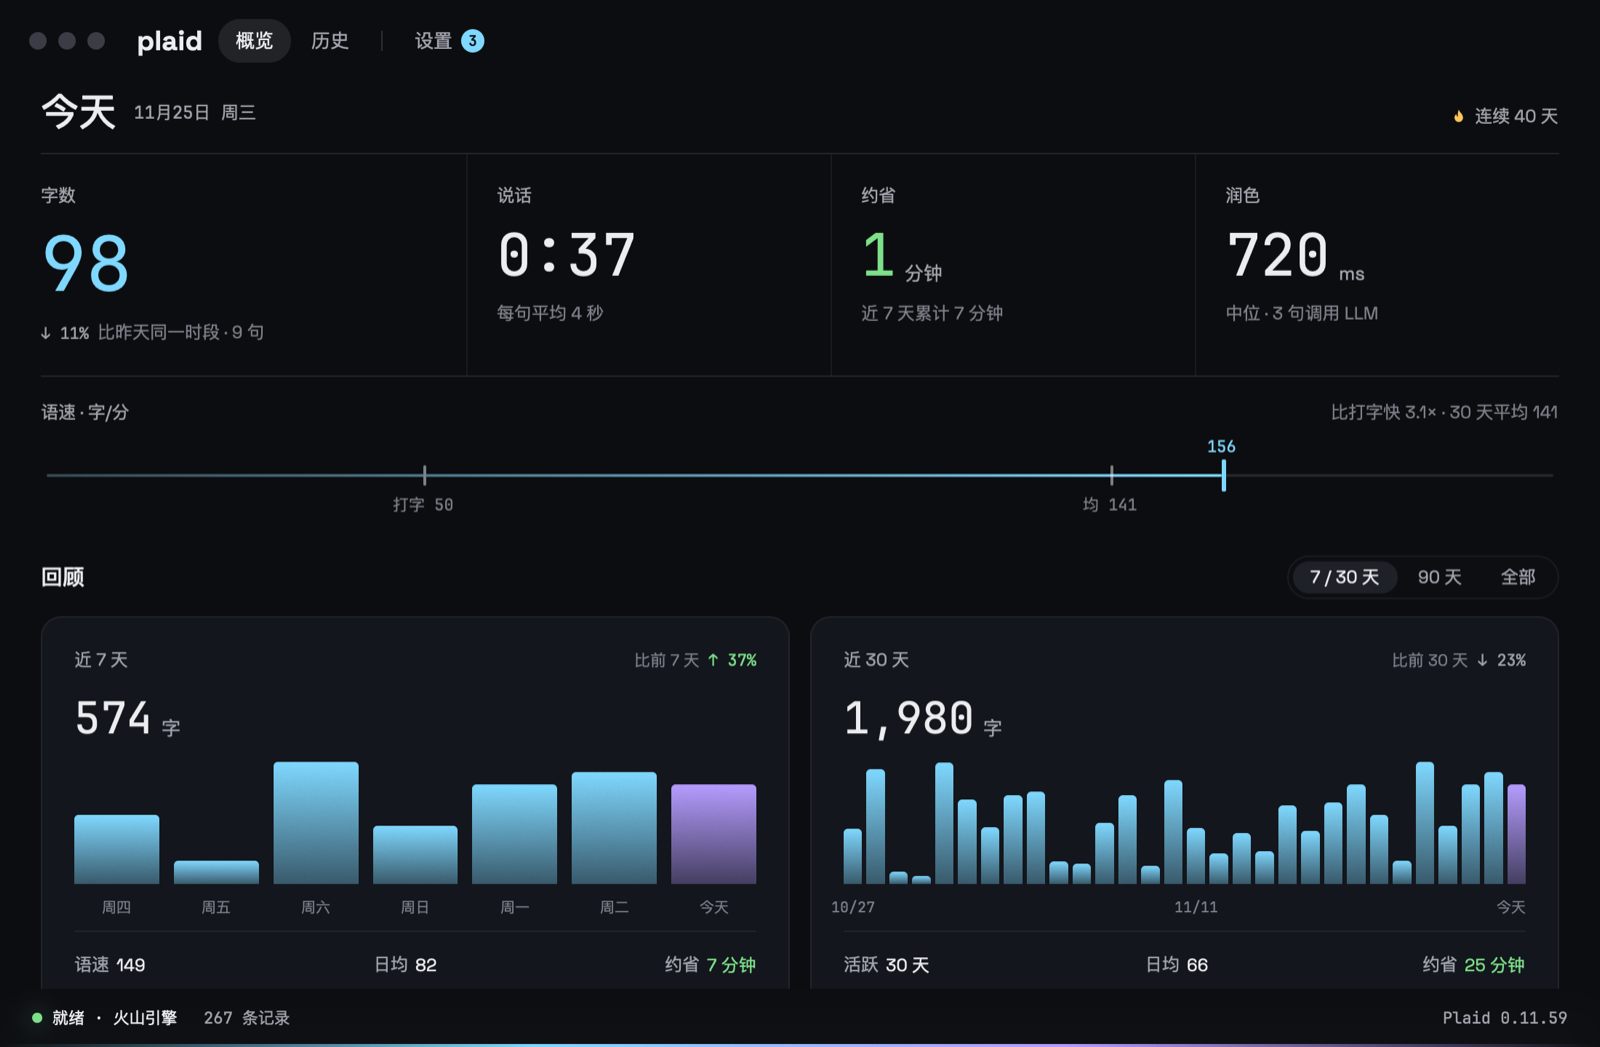 plaid 概览 历史 设置 3
今天 11月25日 周三
连续 40 天
字数
98
↓ 11% 比昨天同一时段 · 9 句
说话
0:37
每句平均 4 秒
约省
1 分钟
近 7 天累计 7 分钟
润色
720 ms
中位 · 3 句调用 LLM
语速 · 字/分
比打字快 3.1× · 30 天平均 141
156
打字 50
均 141
回顾
7 / 30 天 90 天 全部
近 7 天
比前 7 天 ↑ 37%
574 字
周四 周五 周六 周日 周一 周二 今天
语速 149 日均 82 约省 7 分钟
近 30 天
比前 30 天 ↓ 23%
1,980 字
10/27 11/11 今天
活跃 30 天 日均 66 约省 25 分钟
就绪 · 火山引擎 267 条记录
Plaid 0.11.59